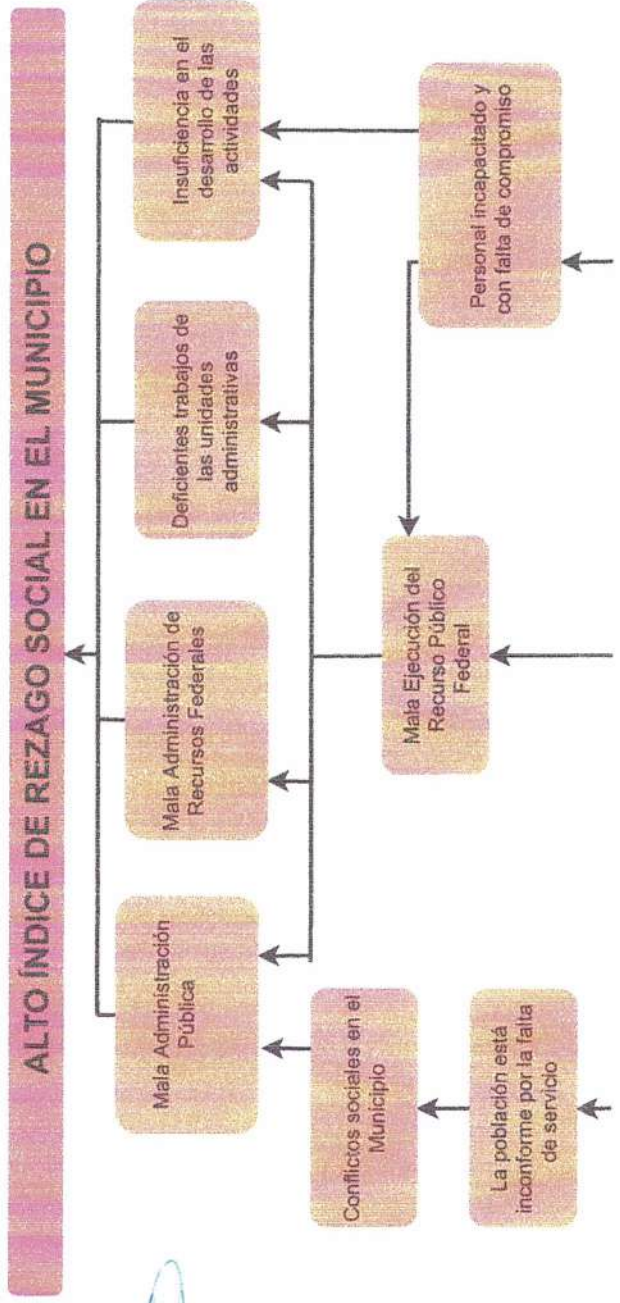 ALTO ÍNDICE DE REZAGO SOCIAL EN EL MUNICIPIO
Mala Administración
Pública
Mala Administración de
Recursos Federales
Deficientes trabajos de
las unidades
administrativas
Insuficiencia en el
desarrollo de las
actividades
Conflictos sociales en el
Municipio
Mala Ejecución del
Recurso Público
Federal
Personal incapacitado y
con falta de compromiso
La población está
inconforme por la falta
de servicio